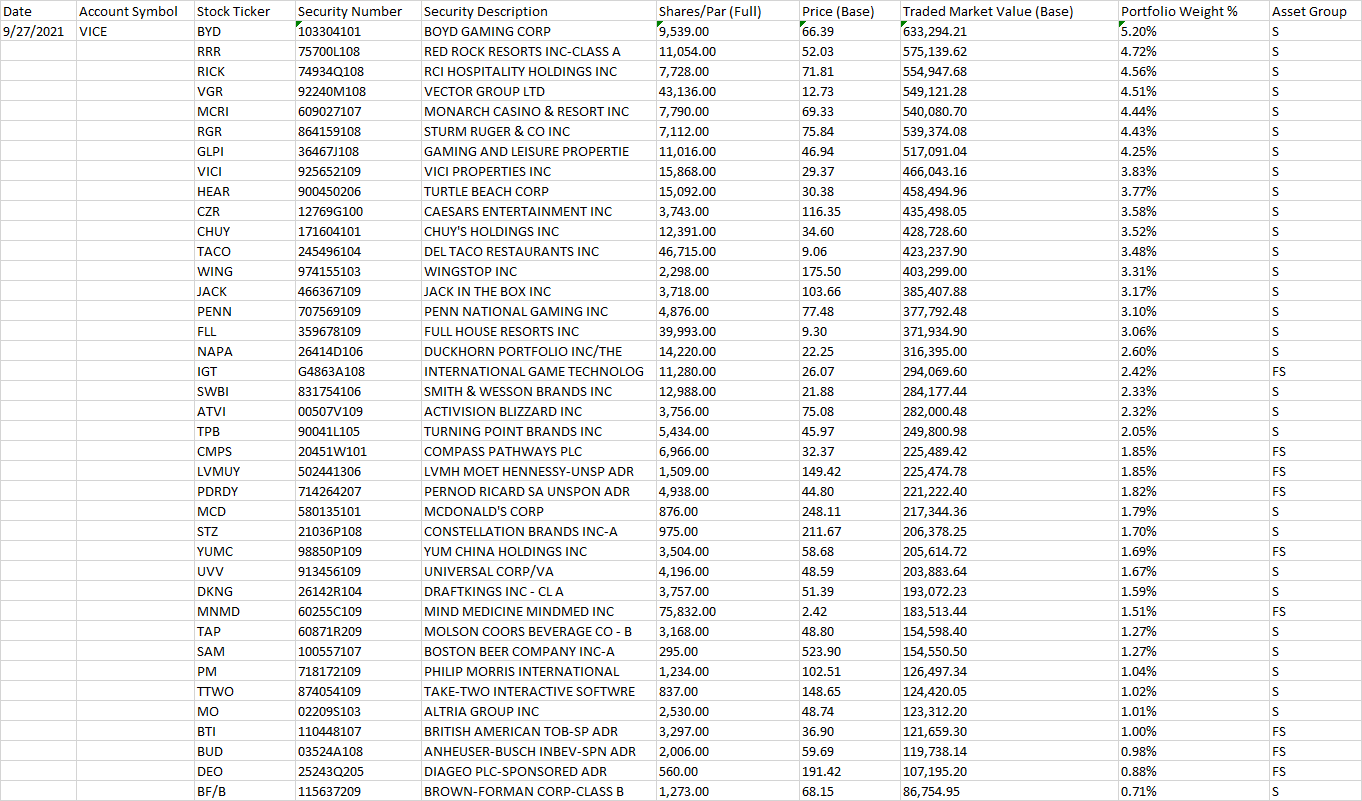 Date Account Symbol Stock Ticker Security Number Security Description Shares/Par (Full) Price (Base) Traded Market Value (Base) Portfolio Weight % Asset Group
9/27/2021 VICE BYD 103304101 BOYD GAMING CORP 9,539.00 66.39 633,294.21 5.20% S
RRR 75700L108 RED ROCK RESORTS INC-CLASS A 11,054.00 52.03 575,139.62 4.72% S
RICK 74934Q108 RCI HOSPITALITY HOLDINGS INC 7,728.00 71.81 554,947.68 4.56% S
VGR 92240M108 VECTOR GROUP LTD 43,136.00 12.73 549,121.28 4.51% S
MCRI 609027107 MONARCH CASINO & RESORT INC 7,790.00 69.33 540,080.70 4.44% S
RGR 864159108 STURM RUGER & CO INC 7,112.00 75.84 539,374.08 4.43% S
GLPI 36467J108 GAMING AND LEISURE PROPERTIE 11,016.00 46.94 517,091.04 4.25% S
VICI 925652109 VICI PROPERTIES INC 15,868.00 29.37 466,043.16 3.83% S
HEAR 900450206 TURTLE BEACH CORP 15,092.00 30.38 458,494.96 3.77% S
CZR 12769G100 CAESARS ENTERTAINMENT INC 3,743.00 116.35 435,498.05 3.58% S
CHUY 171604101 CHUY'S HOLDINGS INC 12,391.00 34.60 428,728.60 3.52% S
TACO 245496104 DEL TACO RESTAURANTS INC 46,715.00 9.06 423,237.90 3.48% S
WING 974155103 WINGSTOP INC 2,298.00 175.50 403,299.00 3.31% S
JACK 466367109 JACK IN THE BOX INC 3,718.00 103.66 385,407.88 3.17% S
PENN 707569109 PENN NATIONAL GAMING INC 4,876.00 77.48 377,792.48 3.10% S
FLL 359678109 FULL HOUSE RESORTS INC 39,993.00 9.30 371,934.90 3.06% S
NAPA 26414D106 DUCKHORN PORTFOLIO INC/THE 14,220.00 22.25 316,395.00 2.60% S
IGT G4863A108 INTERNATIONAL GAME TECHNOLOG 11,280.00 26.07 294,069.60 2.42% FS
SWBI 831754106 SMITH & WESSON BRANDS INC 12,988.00 21.88 284,177.44 2.33% S
ATVI 00507V109 ACTIVISION BLIZZARD INC 3,756.00 75.08 282,000.48 2.32% S
TPB 90041L105 TURNING POINT BRANDS INC 5,434.00 45.97 249,800.98 2.05% S
CMPS 20451W101 COMPASS PATHWAYS PLC 6,966.00 32.37 225,489.42 1.85% FS
LVMUY 502441306 LVMH MOET HENNESSY-UNSP ADR 1,509.00 149.42 225,474.78 1.85% FS
PDRDY 714264207 PERNOD RICARD SA UNSPON ADR 4,938.00 44.80 221,222.40 1.82% FS
MCD 580135101 MCDONALD'S CORP 876.00 248.11 217,344.36 1.79% S
STZ 21036P108 CONSTELLATION BRANDS INC-A 975.00 211.67 206,378.25 1.70% S
YUMC 98850P109 YUM CHINA HOLDINGS INC 3,504.00 58.68 205,614.72 1.69% FS
UVV 913456109 UNIVERSAL CORP/VA 4,196.00 48.59 203,883.64 1.67% S
DKNG 26142R104 DRAFTKINGS INC - CL A 3,757.00 51.39 193,072.23 1.59% S
MNMD 60255C109 MIND MEDICINE MINDMED INC 75,832.00 2.42 183,513.44 1.51% FS
TAP 60871R209 MOLSON COORS BEVERAGE CO - B 3,168.00 48.80 154,598.40 1.27% S
SAM 100557107 BOSTON BEER COMPANY INC-A 295.00 523.90 154,550.50 1.27% S
PM 718172109 PHILIP MORRIS INTERNATIONAL 1,234.00 102.51 126,497.34 1.04% S
TTWO 874054109 TAKE-TWO INTERACTIVE SOFTWRE 837.00 148.65 124,420.05 1.02% S
MO 02209S103 ALTRIA GROUP INC 2,530.00 48.74 123,312.20 1.01% S
BTI 110448107 BRITISH AMERICAN TOB-SP ADR 3,297.00 36.90 121,659.30 1.00% FS
BUD 03524A108 ANHEUSER-BUSCH INBEV-SPN ADR 2,006.00 59.69 119,738.14 0.98% FS
DEO 25243Q205 DIAGEO PLC-SPONSORED ADR 560.00 191.42 107,195.20 0.88% FS
BF/B 115637209 BROWN-FORMAN CORP-CLASS B 1,273.00 68.15 86,754.95 0.71% S